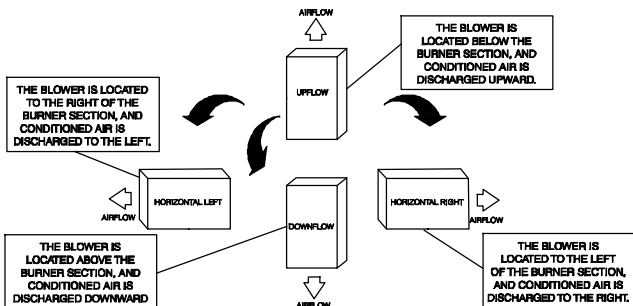 AIRFLOW
THE BLOWER IS
LOCATED BELOW THE
BURNER SECTION, AND
CONDITIONED AIR IS
DISCHARGED UPWARD.
UPFLOW
THE BLOWER IS LOCATED
TO THE RIGHT OF THE
BURNER SECTION, AND
CONDITIONED AIR IS
DISCHARGED TO THE LEFT.
HORIZONTAL LEFT
AIRFLOW
DOWNFLOW
HORIZONTAL RIGHT
AIRFLOW
THE BLOWER IS
LOCATED ABOVE THE
BURNER SECTION, AND
CONDITIONED AIR IS
DISCHARGED DOWNWARD
AIRFLOW
THE BLOWER IS
LOCATED TO THE LEFT
OF THE BURNER SECTION,
AND CONDITIONED AIR IS
DISCHARGED TO THE RIGHT.